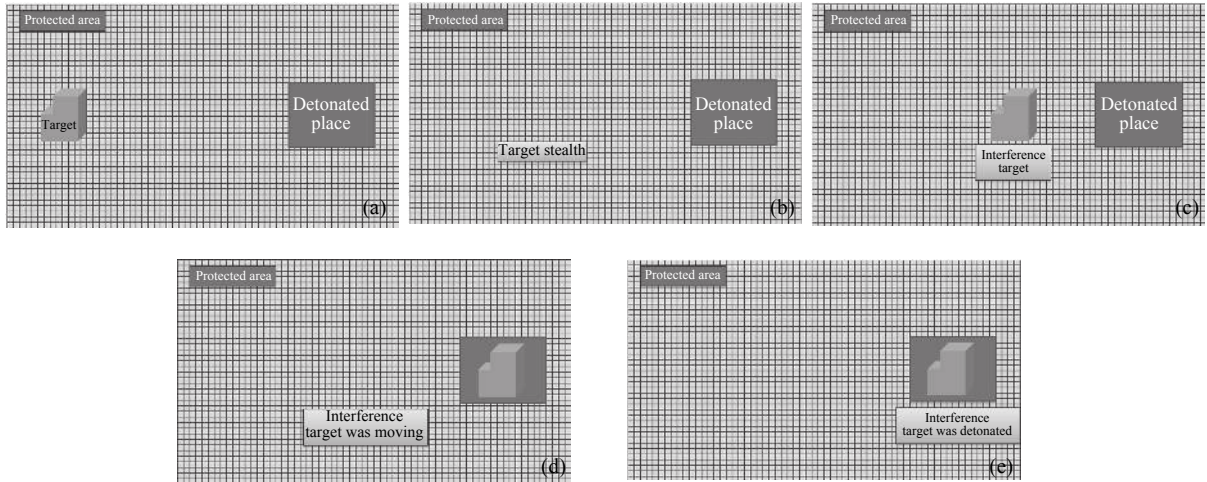 Protected area
Target
Detonated
place
(a)
Protected area
Target stealth
Detonated
place
(b)
Protected area
Interference
target
Detonated
place
(c)
Protected area
Interference
target was moving
(d)
Protected area
Interference
target was detonated
(e)